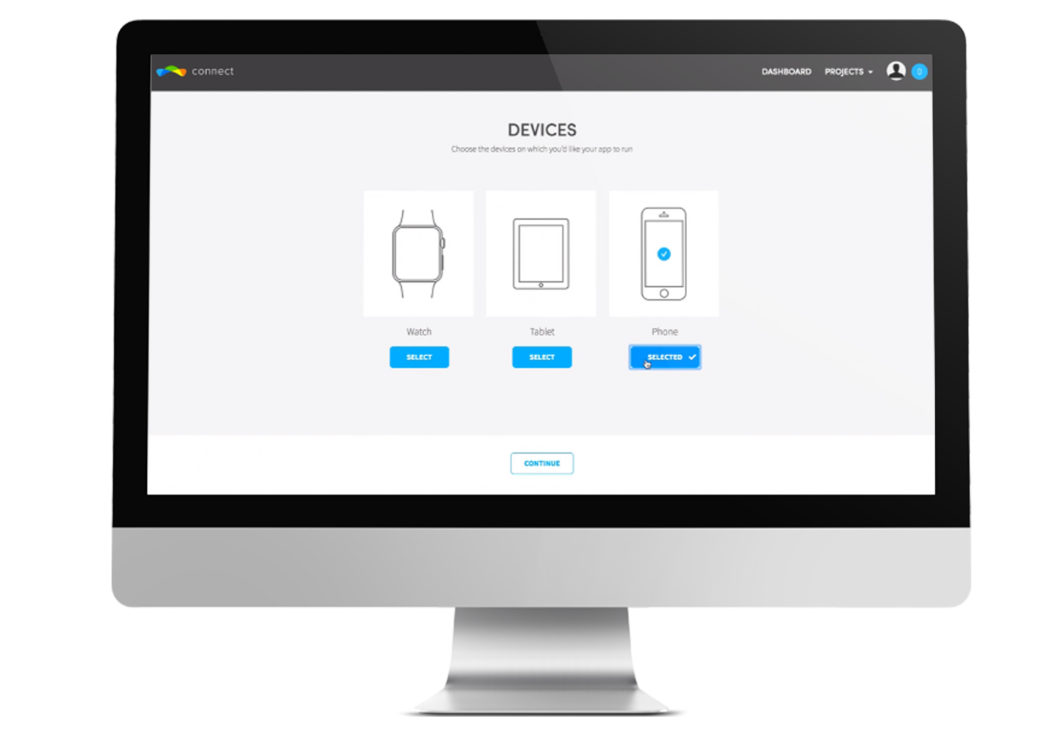 connect
DASHBOARD
PROJECTS
0
DEVICES
Choose the devices on which you'd like your app to run
Watch
Tablet
Phone
SELECT
SELECT
SELECTED
CONTINUE